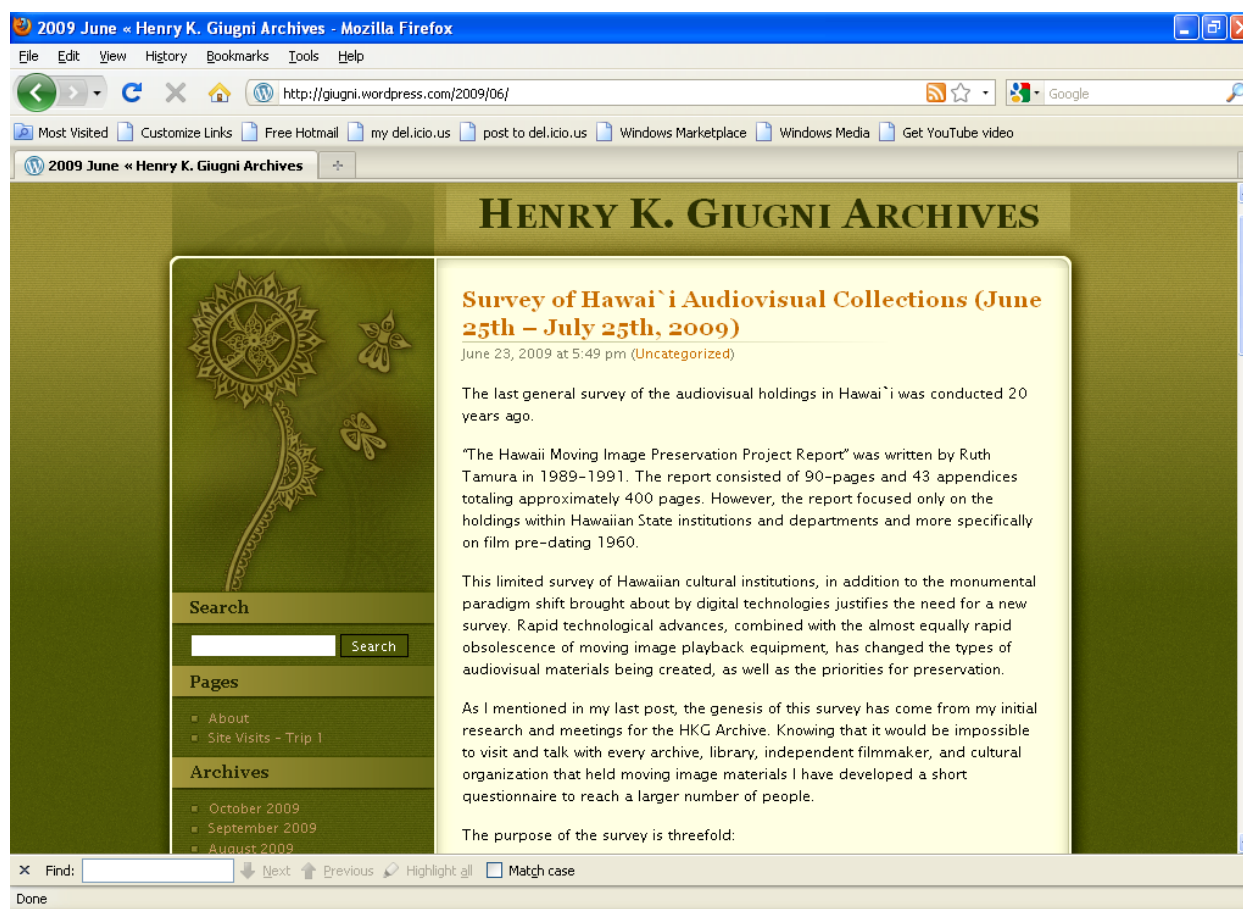 2009 June « Henry K. Giugni Archives - Mozilla Firefox
File Edit View History Bookmarks Tools Help
http://giugni.wordpress.com/2009/06/
Google
Most Visited Customize Links Free Hotmail my del.icio.us post to del.icio.us Windows Marketplace Windows Media Get YouTube video
2009 June « Henry K. Giugni Archives
HENRY K. GIUGNI ARCHIVES
Survey of Hawai`i Audiovisual Collections (June
25th – July 25th, 2009)
June 23, 2009 at 5:49 pm (Uncategorized)
The last general survey of the audiovisual holdings in Hawai`i was conducted 20
years ago.
“The Hawaii Moving Image Preservation Project Report” was written by Ruth
Tamura in 1989-1991. The report consisted of 90-pages and 43 appendices
totaling approximately 400 pages. However, the report focused only on the
holdings within Hawaiian State institutions and departments and more specifically
on film pre-dating 1960.
This limited survey of Hawaiian cultural institutions, in addition to the monumental
paradigm shift brought about by digital technologies justifies the need for a new
survey. Rapid technological advances, combined with the almost equally rapid
obsolescence of moving image playback equipment, has changed the types of
audiovisual materials being created, as well as the priorities for preservation.
As I mentioned in my last post, the genesis of this survey has come from my initial
research and meetings for the HKG Archive. Knowing that it would be impossible
to visit and talk with every archive, library, independent filmmaker, and cultural
organization that held moving image materials I have developed a short
questionnaire to reach a larger number of people.
The purpose of the survey is threefold:
Search
Search
Pages
About
Site Visits - Trip 1
Archives
October 2009
September 2009
August 2009
Find: Next Previous Highlight all Match case
Done